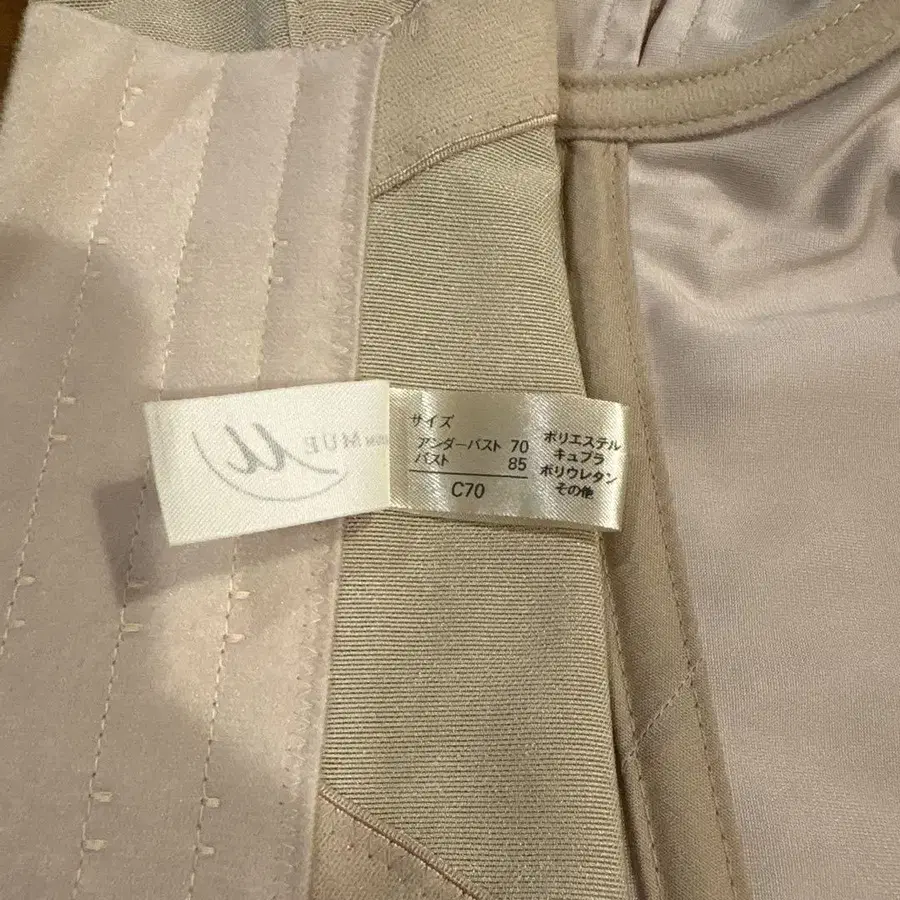 MUE
サイズ
アンダーバスト 70
バスト 85
C70
ポリエステル
キュプラ
ポリウレタン
その他